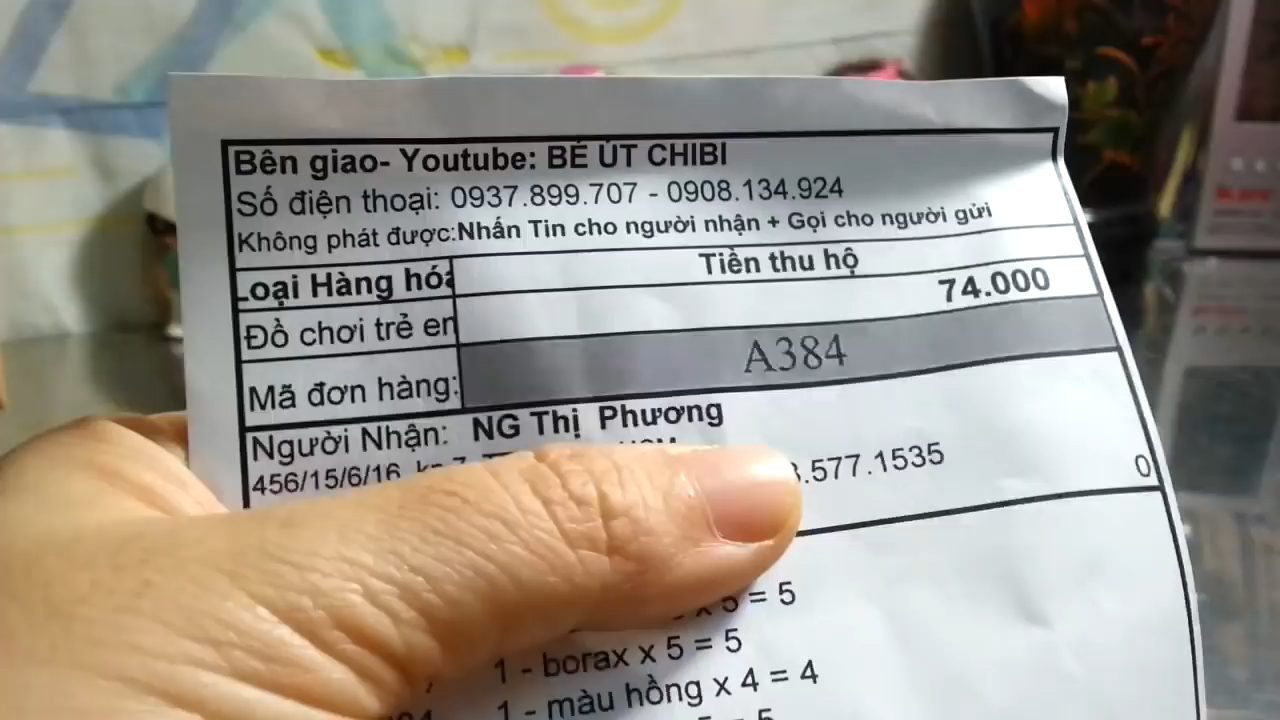 Bên giao- Youtube: BÉ ÚT CHIBI
Số điện thoại: 0937.899.707 - 0908.134.924
Không phát được:Nhắn Tin cho người nhận + Gọi cho người gửi
Loại Hàng hóa Tiền thu hộ
Đồ chơi trẻ em 74.000
Mã đơn hàng: A384
Người Nhận: NG Thị Phương
456/15/6/16 .577.1535 0
x 5 = 5
1 - borax x 5 = 5
1 - màu hồng x 4 = 4